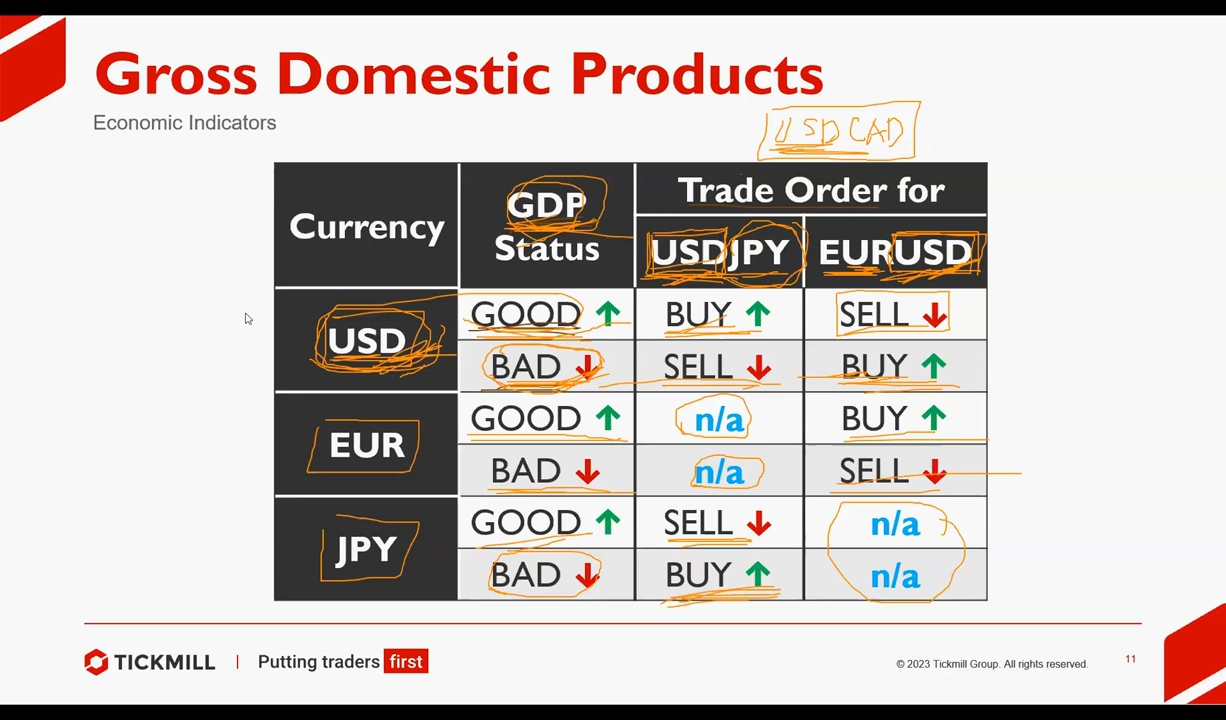 Gross Domestic Products
Economic Indicators
USDCAD
Currency
GDP
Status
Trade Order for
USDJPY
EURUSD
USD
GOOD ↑ BUY ↑ SELL ↓
BAD ↓ SELL ↓ BUY ↑
EUR
GOOD ↑ n/a BUY ↑
BAD ↓ n/a SELL ↓
JPY
GOOD ↑ SELL ↓ n/a
BAD ↓ BUY ↑ n/a
TICKMILL | Putting traders first
© 2023 Tickmill Group. All rights reserved.
11